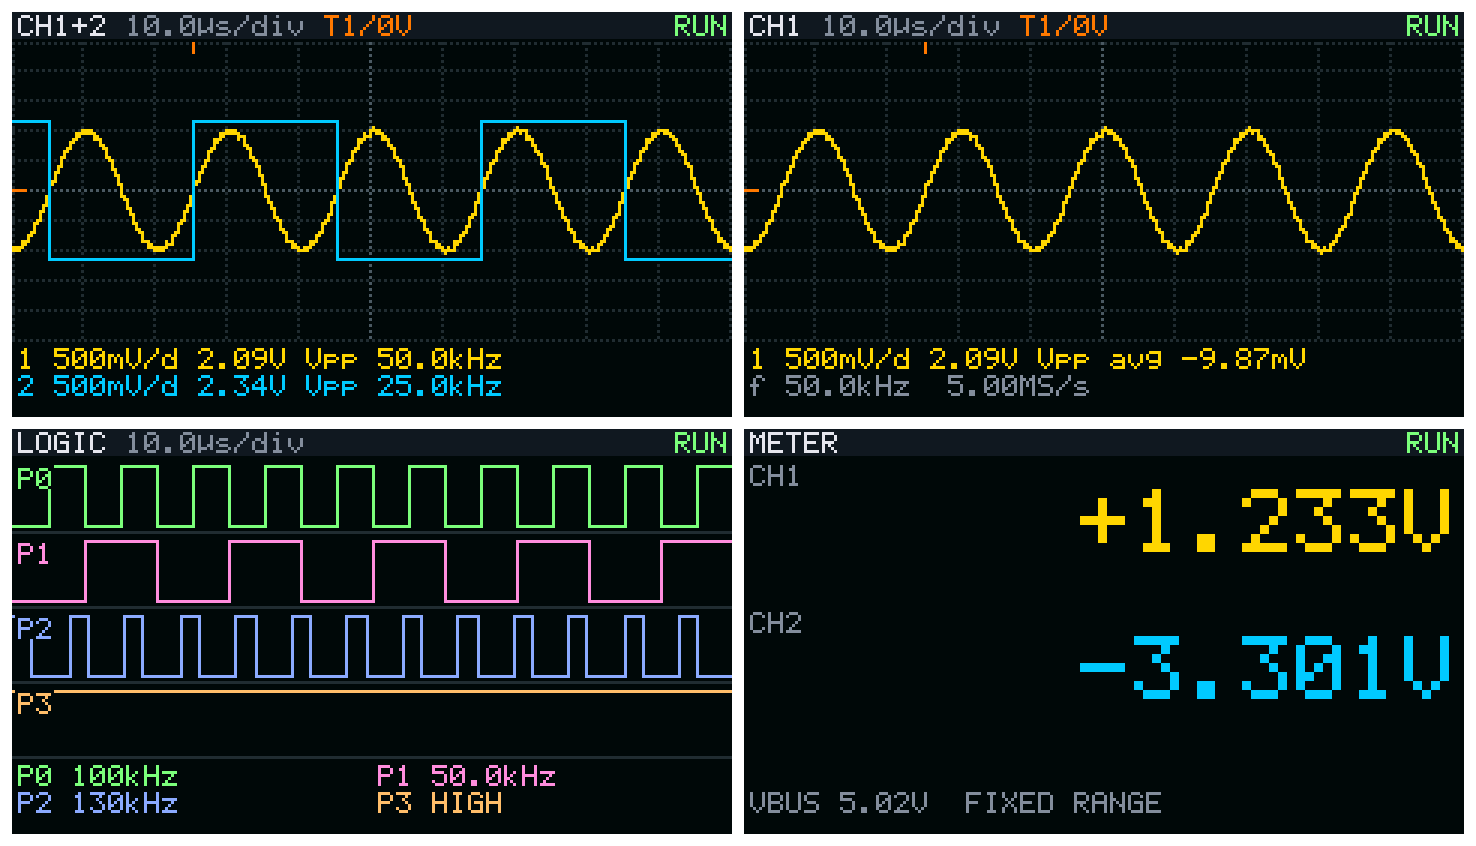 CH1+2 10.0µs/div T1/0V RUN
1 500mV/d 2.09V Vpp 50.0kHz
2 500mV/d 2.34V Vpp 25.0kHz
CH1 10.0µs/div T1/0V RUN
1 500mV/d 2.09V Vpp avg -9.87mV
f 50.0kHz 5.00MS/s
LOGIC 10.0µs/div RUN
P0
P1
P2
P3
P0 100kHz P1 50.0kHz
P2 130kHz P3 HIGH
METER RUN
CH1
+1.233V
CH2
-3.301V
VBUS 5.02V FIXED RANGE